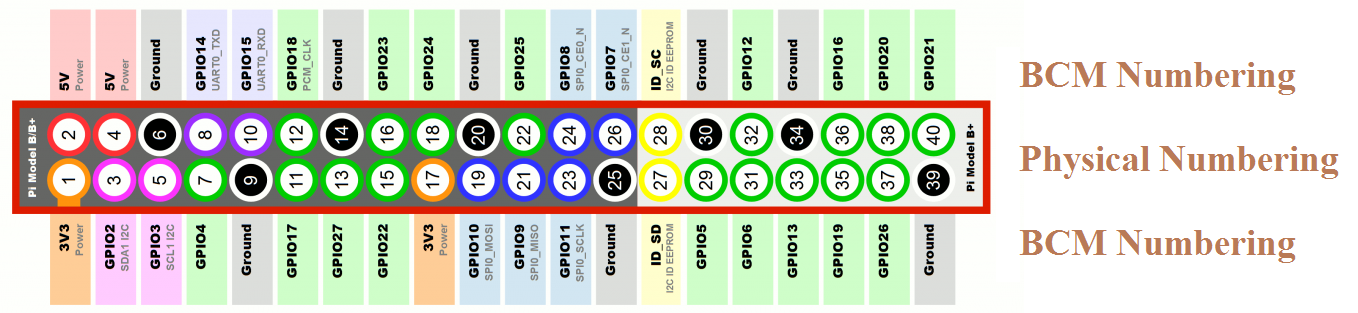 5V
Power
5V
Power
Ground
GPIO14
UART0_TXD
GPIO15
UART0_RXD
GPIO18
PCM_CLK
Ground
GPIO23
GPIO24
Ground
GPIO25
GPIO8
SPI0_CE0_N
GPIO7
SPI0_CE1_N
ID_SC
I2C ID EEPROM
Ground
GPIO12
Ground
GPIO16
GPIO20
GPIO21
BCM Numbering
Pi Model B/B+
2 4 6 8 10 12 14 16 18 20 22 24 26 28 30 32 34 36 38 40
1 3 5 7 9 11 13 15 17 19 21 23 25 27 29 31 33 35 37 39
Pi Model B+
Physical Numbering
3V3
Power
GPIO2
SDA1 I2C
GPIO3
SCL1 I2C
GPIO4
Ground
GPIO17
GPIO27
GPIO22
3V3
Power
GPIO10
SPI0_MOSI
GPIO9
SPI0_MISO
GPIO11
SPI0_SCLK
Ground
ID_SD
I2C ID EEPROM
GPIO5
GPIO6
GPIO13
GPIO19
GPIO26
Ground
BCM Numbering